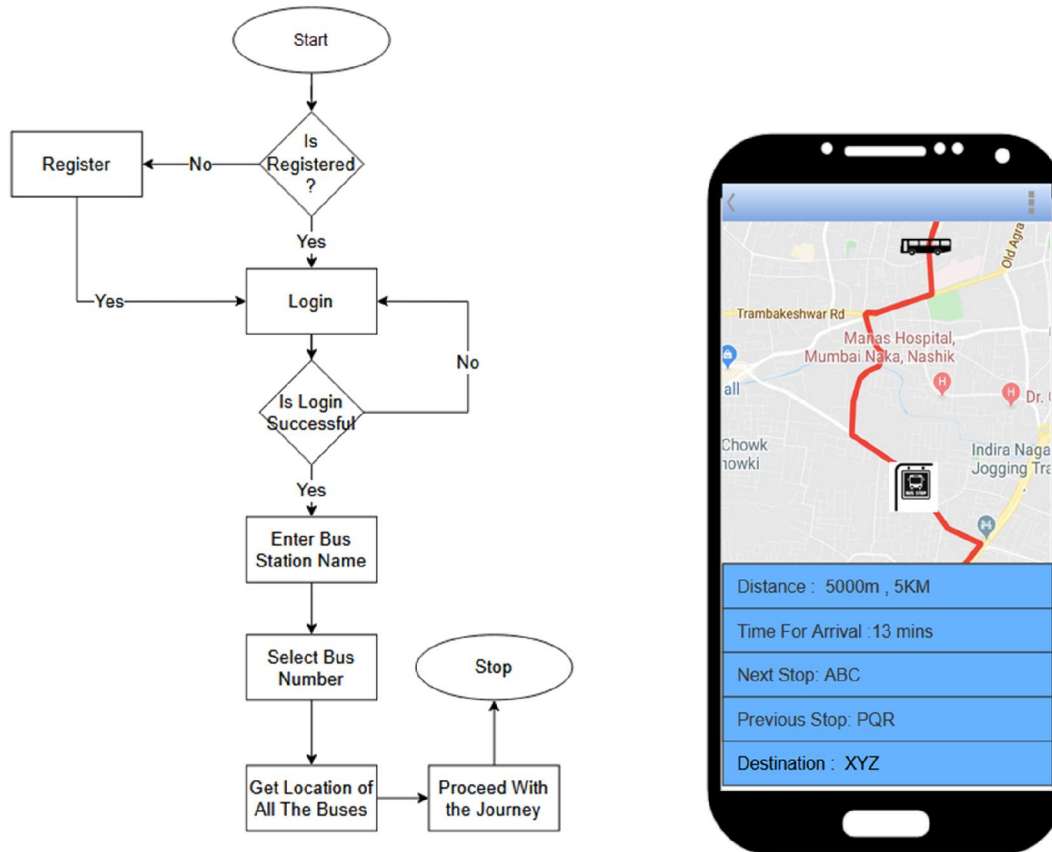 Start
Is
Registered
?
No
Register
Yes
Yes
Login
No
Is Login
Successful
Yes
Enter Bus
Station Name
Select Bus
Number
Stop
Get Location of
All The Buses
Proceed With
the Journey
Old Agra
Trambakeshwar Rd
Manas Hospital,
Mumbai Naka, Nashik
all
Dr.
Chowk
howki
Indira Naga
Jogging Tra
BUS STOP
Distance : 5000m , 5KM
Time For Arrival :13 mins
Next Stop: ABC
Previous Stop: PQR
Destination : XYZ